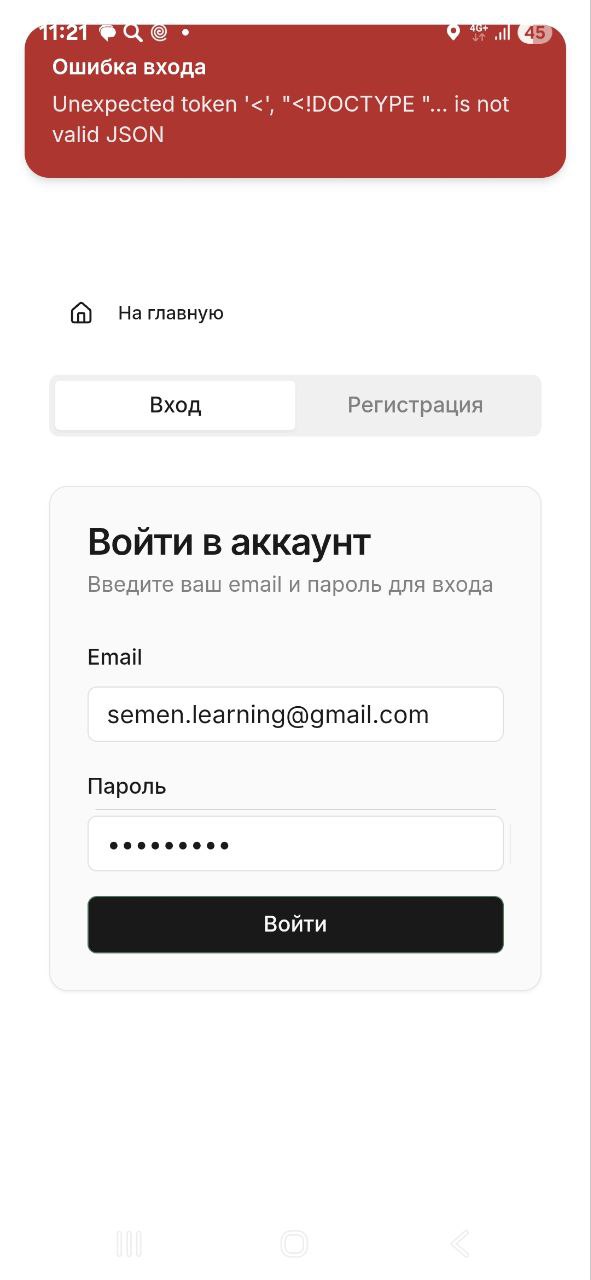 11:21
4G+
45
Ошибка входа
Unexpected token '<', "<!DOCTYPE "... is not
valid JSON
На главную
Вход
Регистрация
Войти в аккаунт
Введите ваш email и пароль для входа
Email
semen.learning@gmail.com
Пароль
Войти